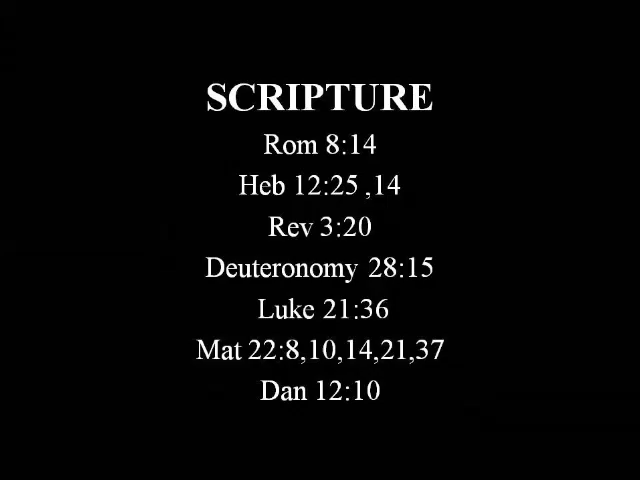 SCRIPTURE
Rom 8:14
Heb 12:25 ,14
Rev 3:20
Deuteronomy 28:15
Luke 21:36
Mat 22:8,10,14,21,37
Dan 12:10